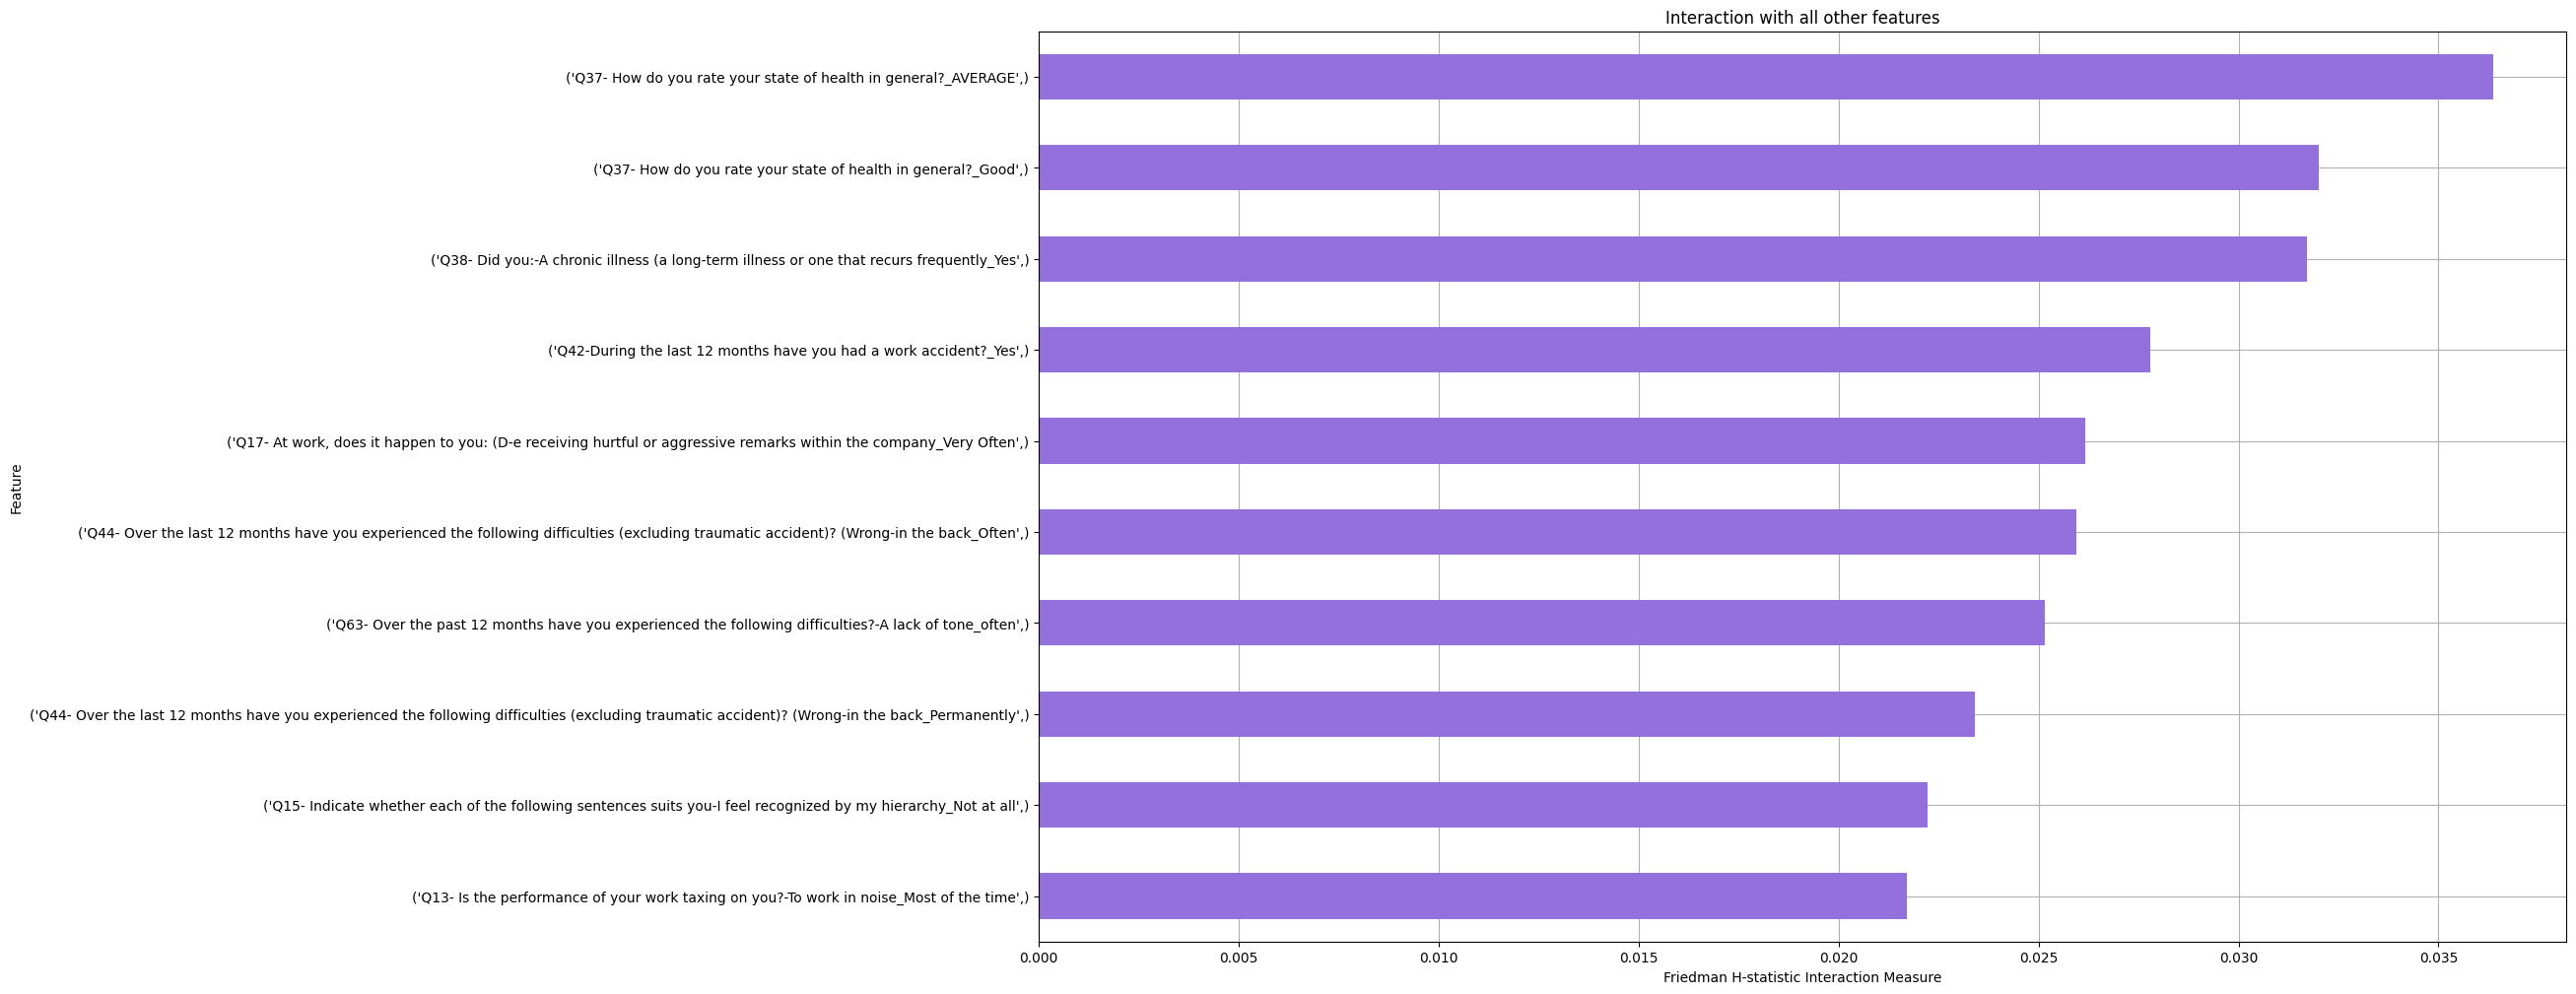 Interaction with all other features
('Q37- How do you rate your state of health in general?_AVERAGE',)
('Q37- How do you rate your state of health in general?_Good',)
('Q38- Did you:-A chronic illness (a long-term illness or one that recurs frequently_Yes',)
('Q42-During the last 12 months have you had a work accident?_Yes',)
('Q17- At work, does it happen to you: (D-e receiving hurtful or aggressive remarks within the company_Very Often',)
('Q44- Over the last 12 months have you experienced the following difficulties (excluding traumatic accident)? (Wrong-in the back_Often',)
('Q63- Over the past 12 months have you experienced the following difficulties?-A lack of tone_often',)
('Q44- Over the last 12 months have you experienced the following difficulties (excluding traumatic accident)? (Wrong-in the back_Permanently',)
('Q15- Indicate whether each of the following sentences suits you-I feel recognized by my hierarchy_Not at all',)
('Q13- Is the performance of your work taxing on you?-To work in noise_Most of the time',)
Feature
0.000 0.005 0.010 0.015 0.020 0.025 0.030 0.035
Friedman H-statistic Interaction Measure